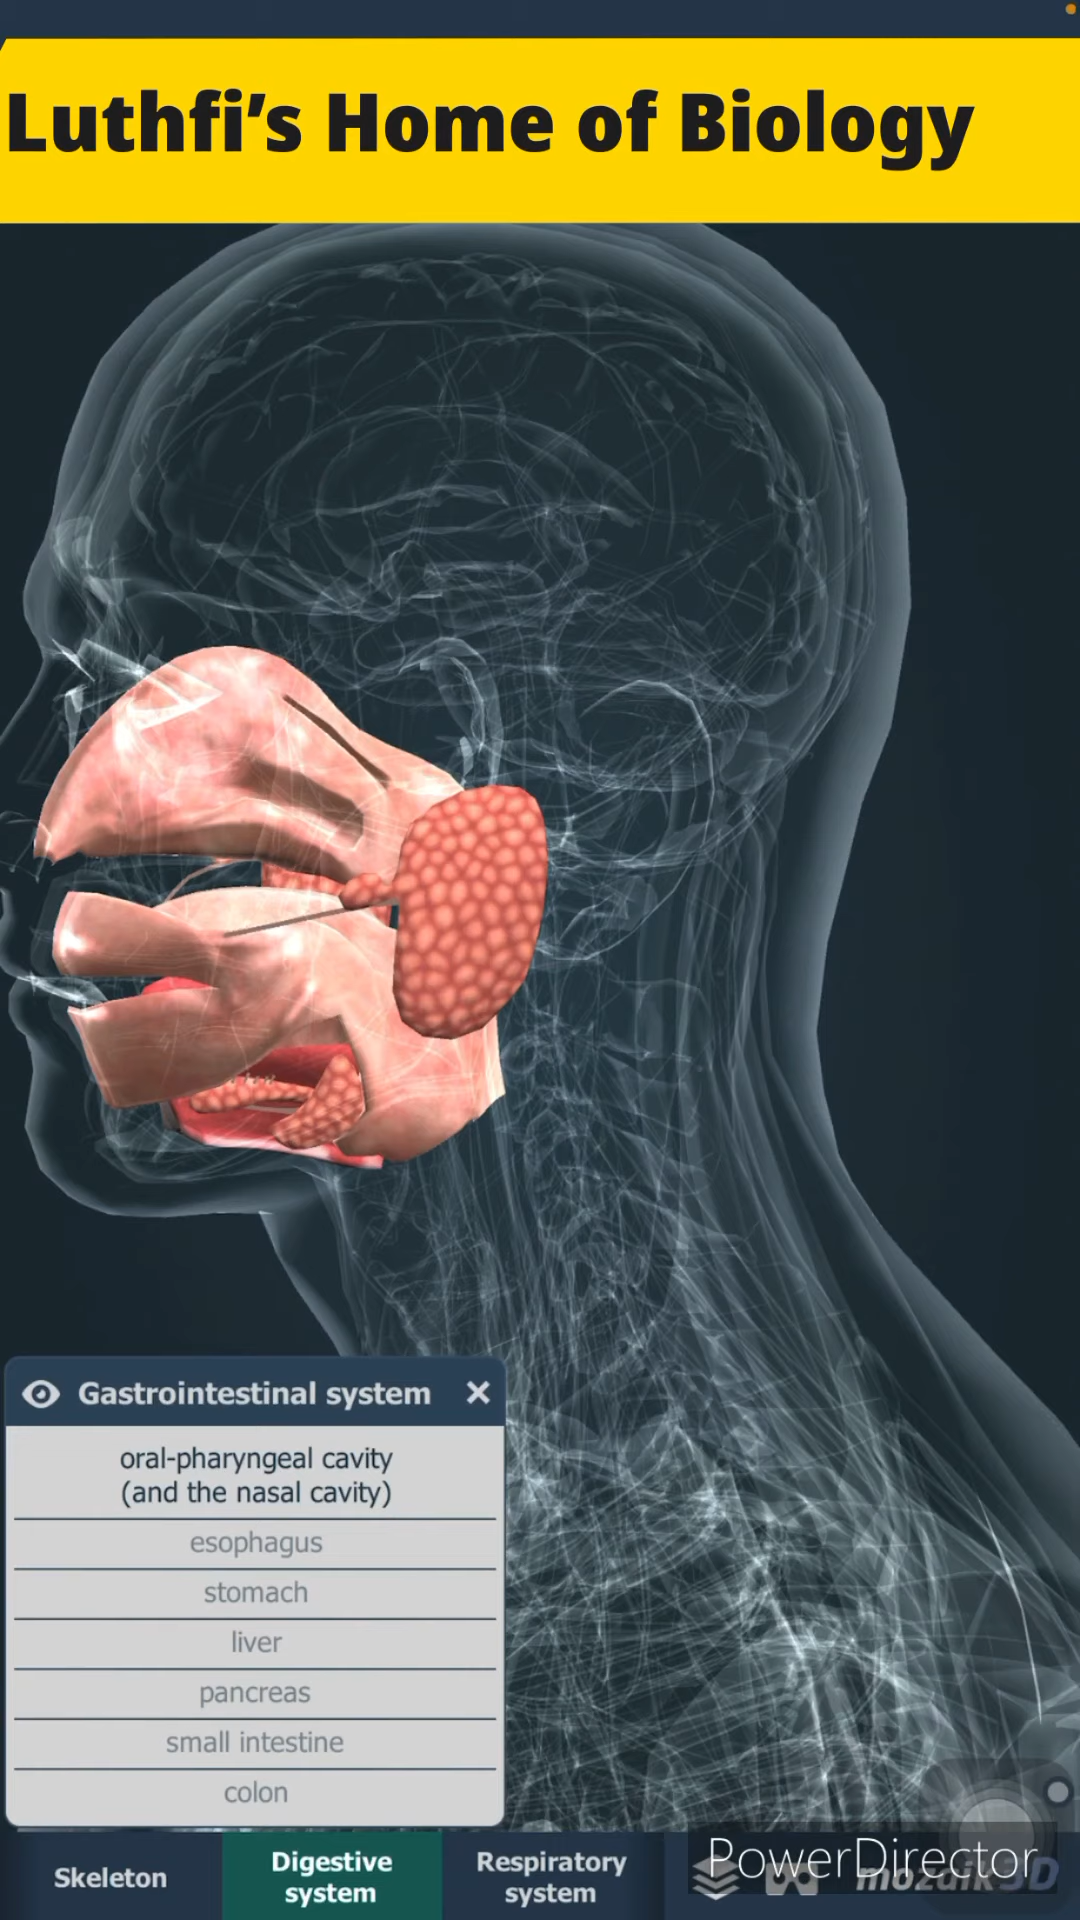 Luthfi’s Home of Biology
Gastrointestinal system
oral-pharyngeal cavity
(and the nasal cavity)
esophagus
stomach
liver
pancreas
small intestine
colon
Skeleton
Digestive
system
Respiratory
system
PowerDirector
mozaik3D